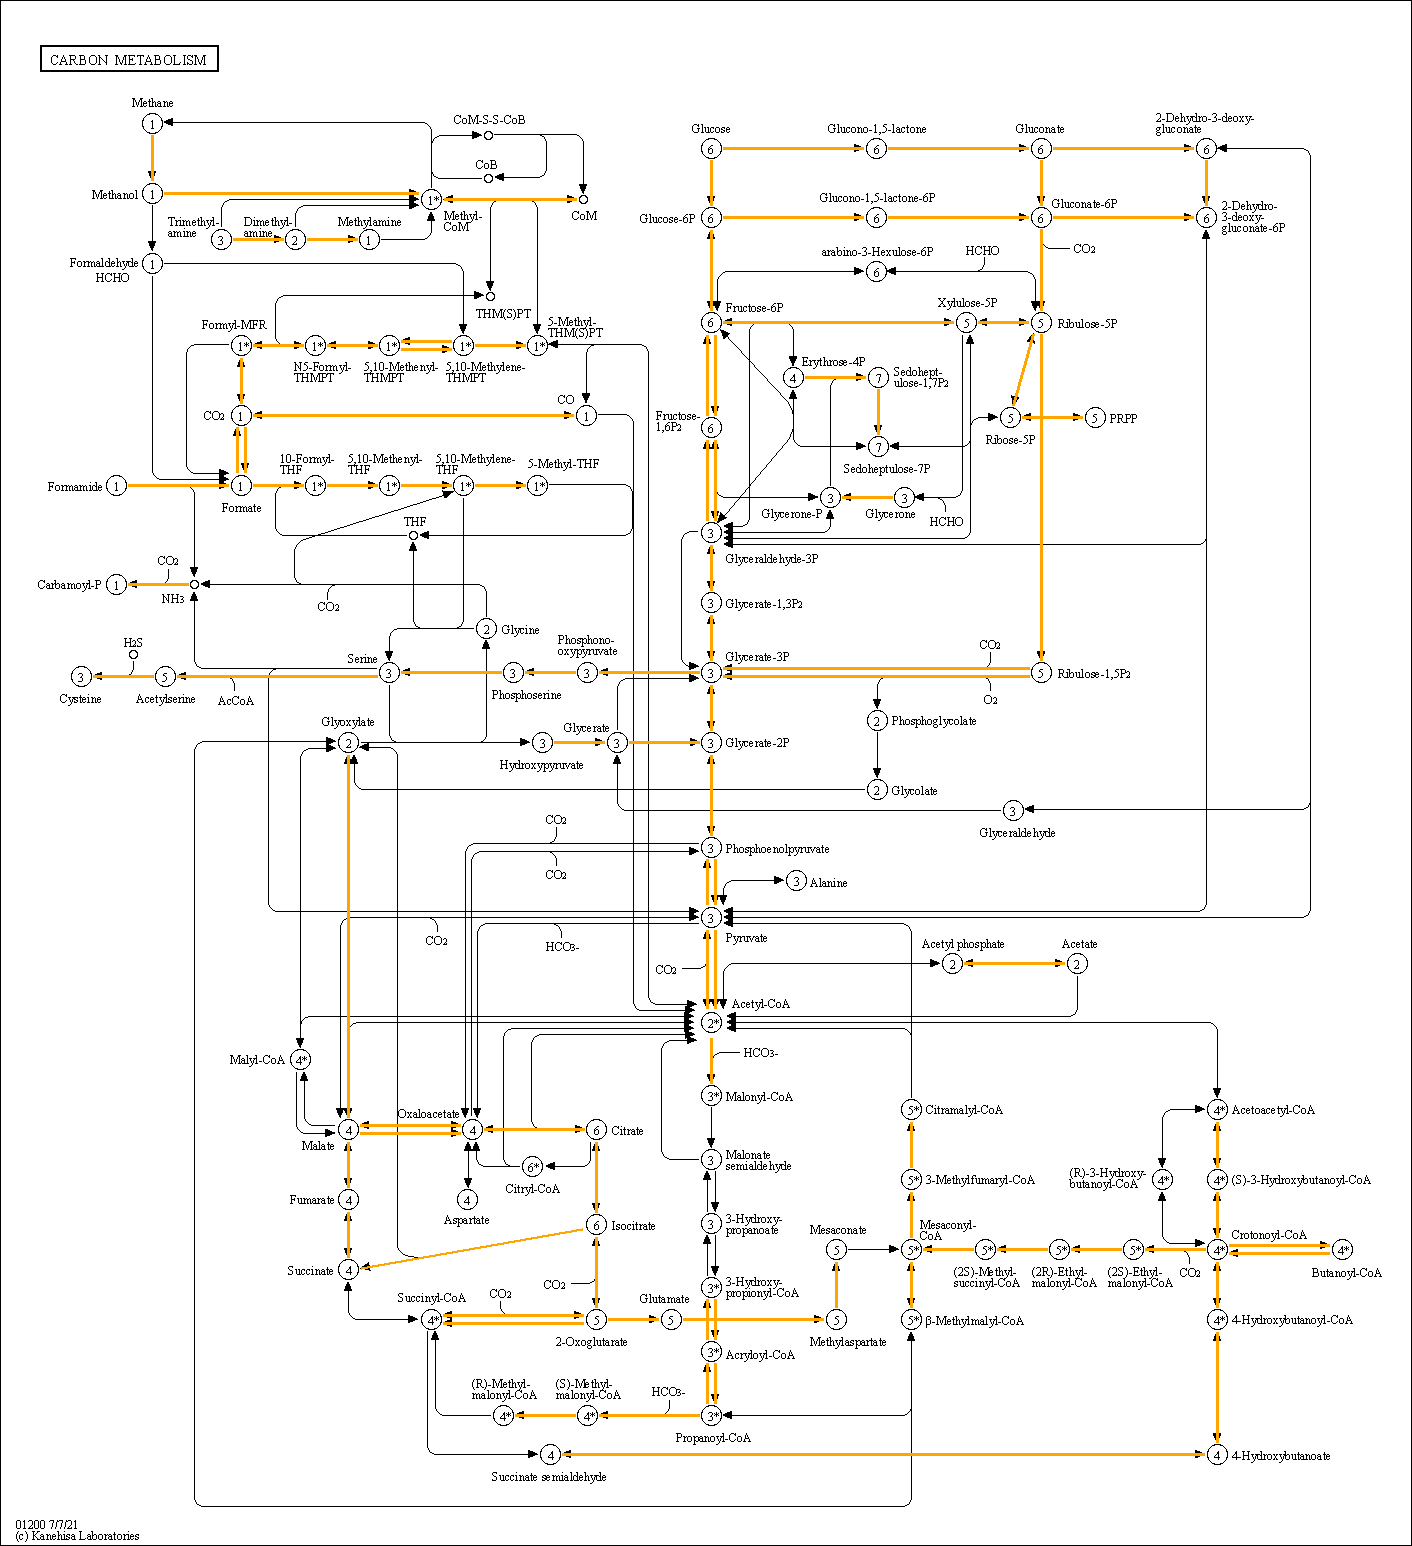 CARBON METABOLISM
Methane
1
CoM-S-S-CoB
CoB
Methanol
1
1*
Methyl-
CoM
CoM
Trimethyl-
amine
3
Dimethyl-
amine
2
Methylamine
1
Formaldehyde
HCHO
1
THM(S)PT
Formyl-MFR
1*
1*
N5-Formyl-
THMPT
1*
5,10-Methenyl-
THMPT
1*
5,10-Methylene-
THMPT
5-Methyl-
THM(S)PT
1*
CO2
1
CO
1
Formamide
1
1
Formate
10-Formyl-
THF
1*
5,10-Methenyl-
THF
1*
5,10-Methylene-
THF
1*
5-Methyl-THF
1*
THF
Carbamoyl-P
1
CO2
NH3
CO2
2
Glycine
H2S
3
Cysteine
5
Acetylserine
AcCoA
Serine
3
3
Phosphoserine
Phosphono-
oxypyruvate
3
Glyoxylate
2
3
Hydroxypyruvate
Glycerate
3
Glucose
6
Glucono-1,5-lactone
6
Gluconate
6
2-Dehydro-3-deoxy-
gluconate
6
Glucose-6P
6
Glucono-1,5-lactone-6P
6
Gluconate-6P
6
2-Dehydro-
3-deoxy-
gluconate-6P
6
CO2
arabino-3-Hexulose-6P
6
HCHO
Fructose-6P
6
Xylulose-5P
5
5
Ribulose-5P
Erythrose-4P
4
7
Sedohept-
ulose-1,7P2
Fructose-
1,6P2
6
5
Ribose-5P
5
PRPP
7
Sedoheptulose-7P
3
Glycerone-P
3
Glycerone
HCHO
3
Glyceraldehyde-3P
3
Glycerate-1,3P2
3
Glycerate-3P
CO2
O2
5
Ribulose-1,5P2
2
Phosphoglycolate
3
Glycerate-2P
2
Glycolate
3
Glyceraldehyde
CO2
CO2
3
Phosphoenolpyruvate
3
Alanine
3
Pyruvate
CO2
HCO3-
CO2
Acetyl phosphate
2
Acetate
2
Acetyl-CoA
2*
HCO3-
Malyl-CoA
4*
3*
Malonyl-CoA
5*
Citramalyl-CoA
4*
Acetoacetyl-CoA
Malate
4
Oxaloacetate
4
6
Citrate
6*
Citryl-CoA
3
Malonate
semialdehyde
5*
3-Methylfumaryl-CoA
(R)-3-Hydroxy-
butanoyl-CoA
4*
4*
(S)-3-Hydroxybutanoyl-CoA
Fumarate
4
4
Aspartate
6
Isocitrate
3
3-Hydroxy-
propanoate
Mesaconate
5
Mesaconyl-
CoA
5*
5*
(2S)-Methyl-
succinyl-CoA
5*
(2R)-Ethyl-
malonyl-CoA
5*
(2S)-Ethyl-
malonyl-CoA
CO2
Crotonoyl-CoA
4*
4*
Butanoyl-CoA
Succinate
4
CO2
3*
3-Hydroxy-
propionyl-CoA
Succinyl-CoA
4*
CO2
5
2-Oxoglutarate
Glutamate
5
5
Methylaspartate
5*
β-Methylmalyl-CoA
4*
4-Hydroxybutanoyl-CoA
3*
Acryloyl-CoA
(R)-Methyl-
malonyl-CoA
4*
(S)-Methyl-
malonyl-CoA
4*
HCO3-
3*
Propanoyl-CoA
4
Succinate semialdehyde
4
4-Hydroxybutanoate
01200 7/7/21
(c) Kanehisa Laboratories